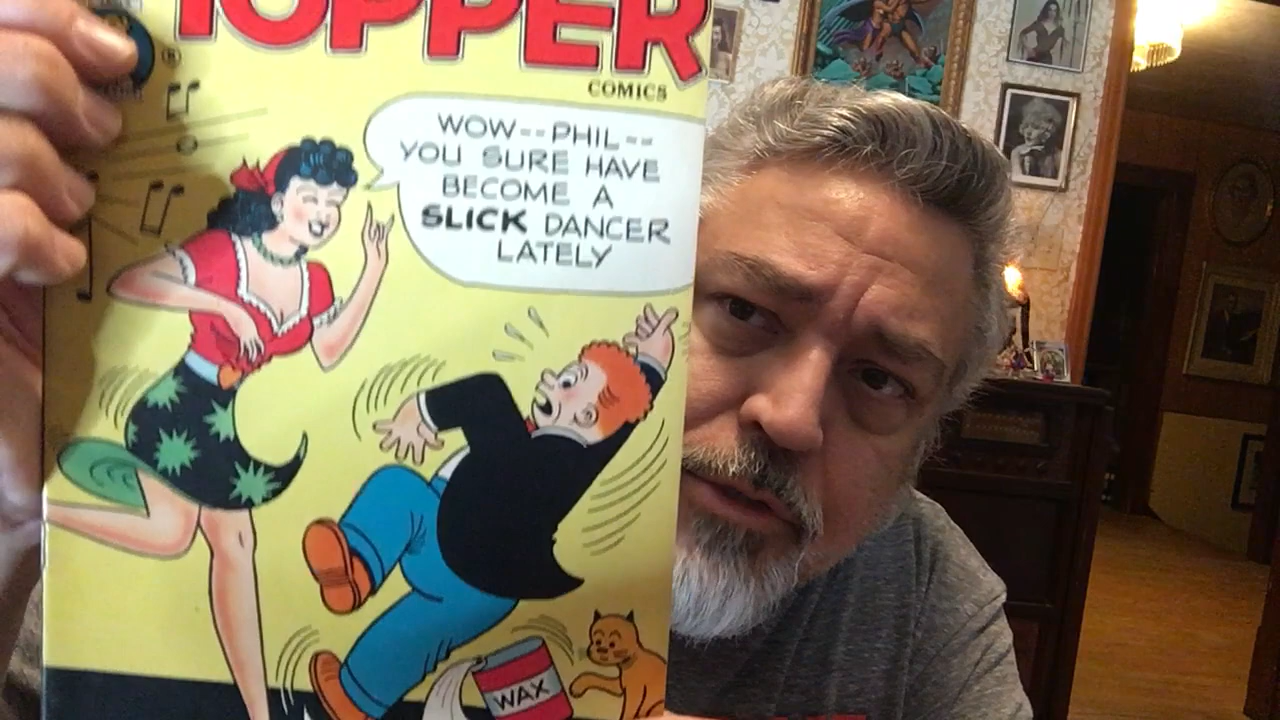 TOPPER
COMICS
WOW--PHIL--
YOU SURE HAVE
BECOME A
SLICK DANCER
LATELY
WAX